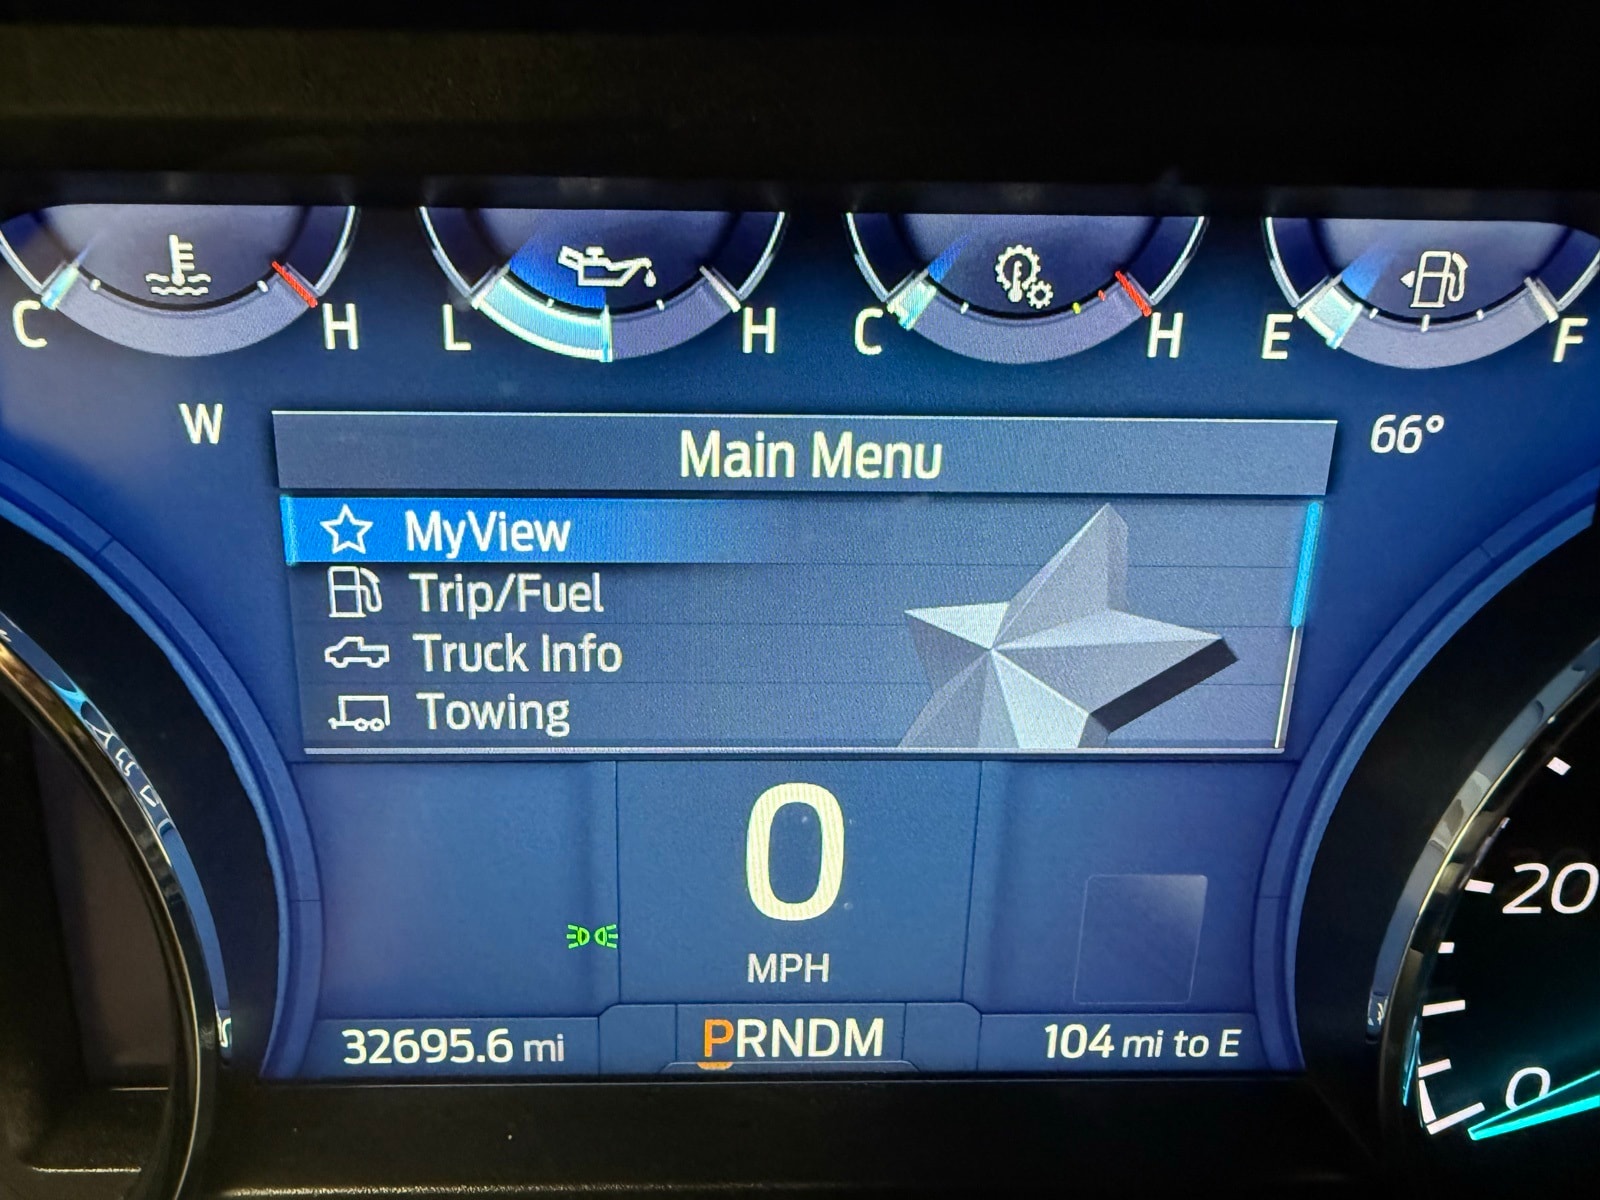 C H L H C H E F
W
66°
Main Menu
MyView
Trip/Fuel
Truck Info
Towing
0
MPH
32695.6 mi
PRNDM
104 mi to E
20
0